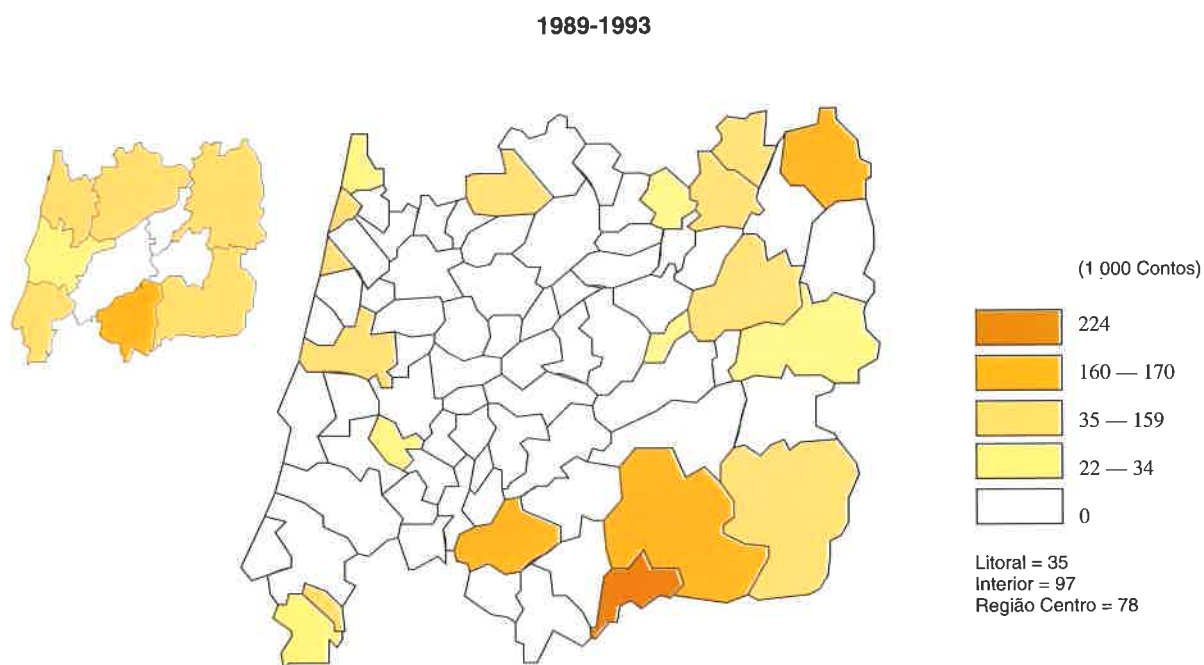 1989-1993
(1 000 Contos)
224
160 — 170
35 — 159
22 — 34
0
Litoral = 35
Interior = 97
Região Centro = 78